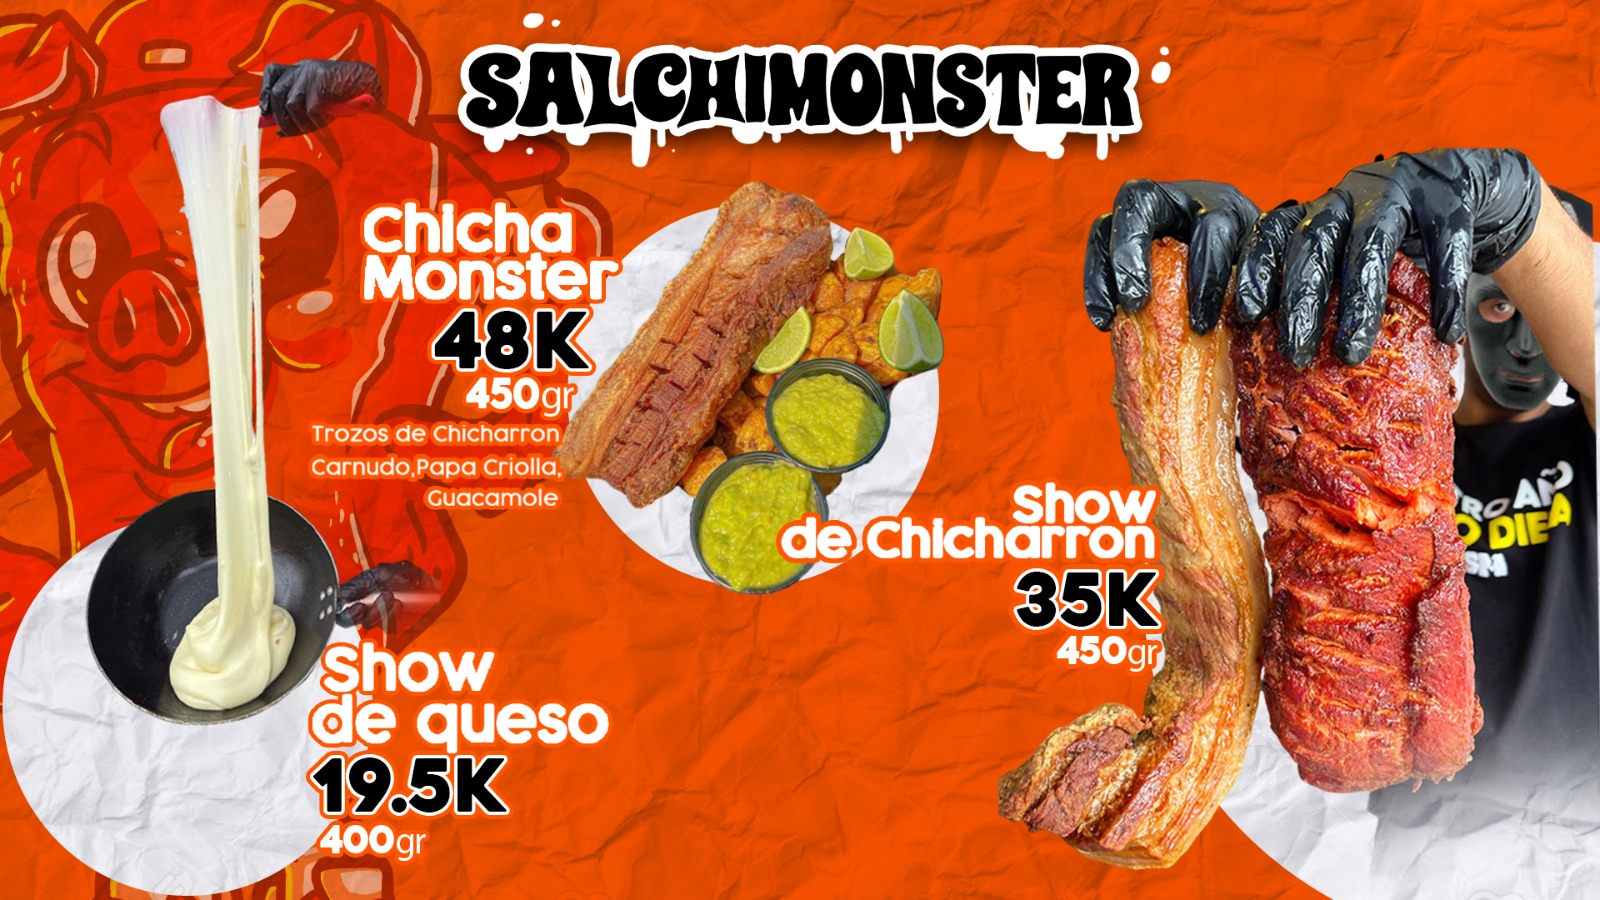 SALCHIMONSTER
Chicha
Monster
48K
450gr
Trozos de Chicharron
Carnudo,Papa Criolla,
Guacamole
Show
de Chicharron
35K
450gr
Show
de queso
19.5K
400gr